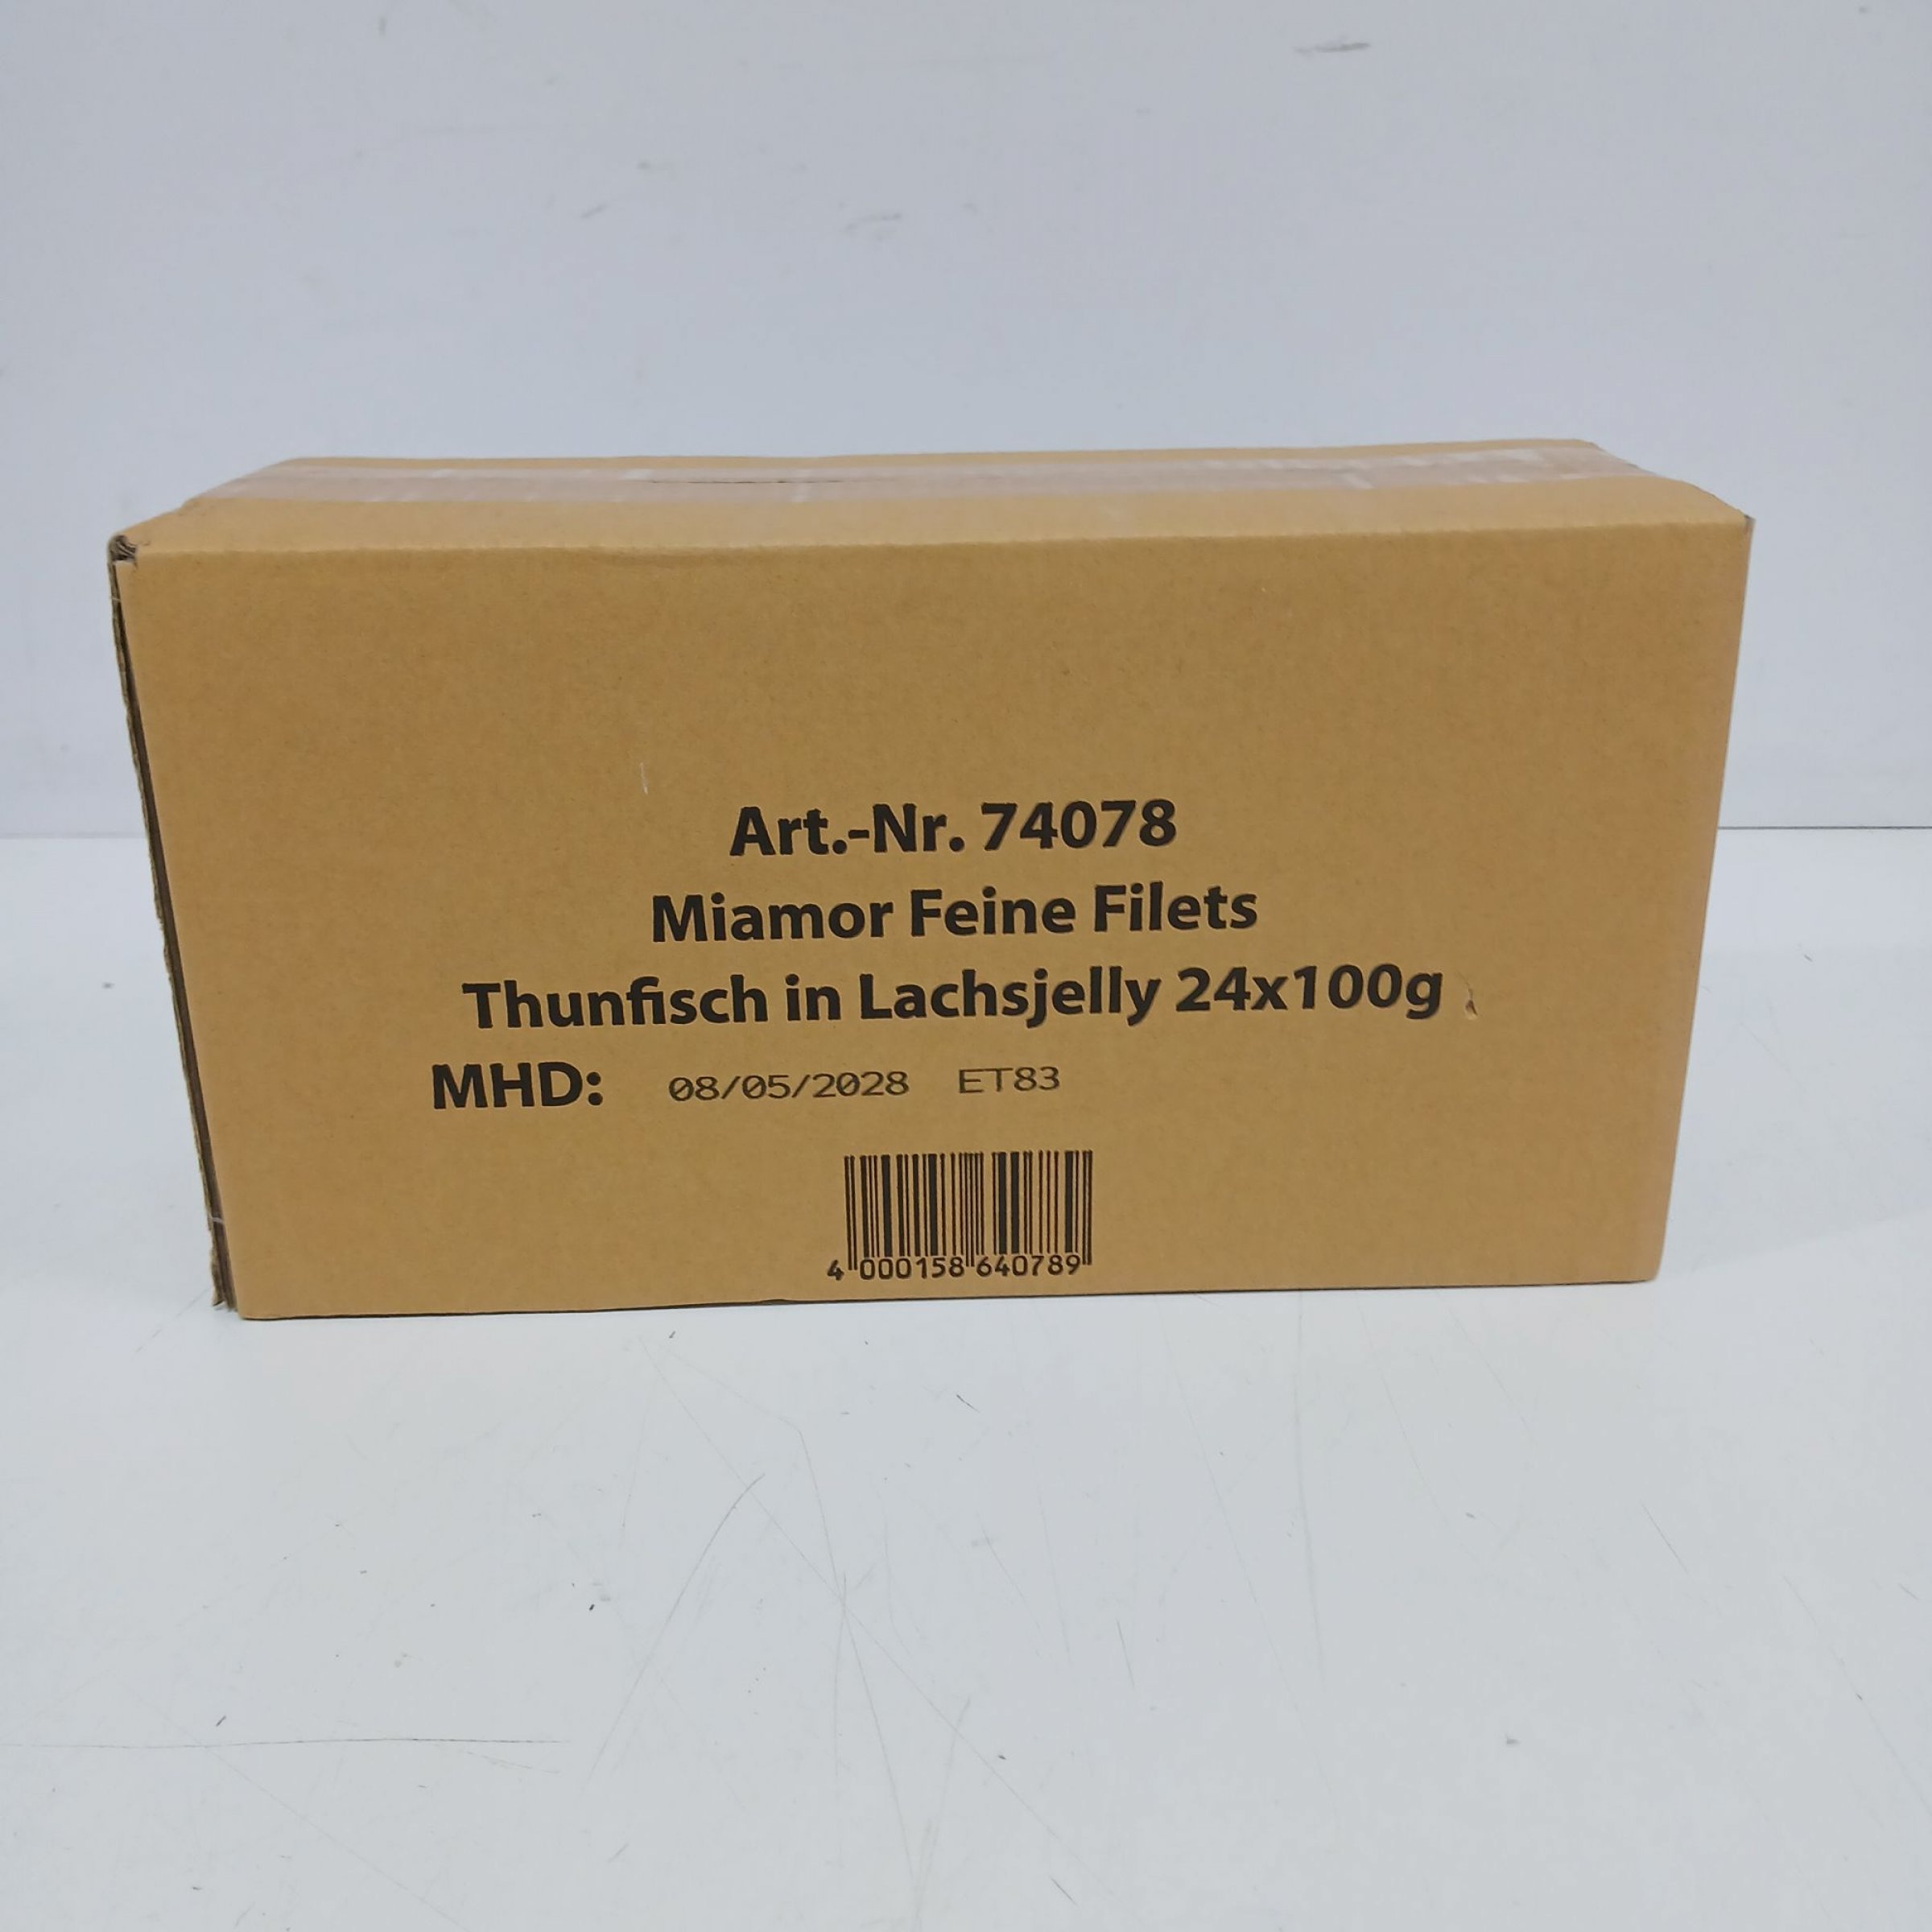 Art.-Nr. 74078
Miamor Feine Filets
Thunfisch in Lachsjelly 24x100g
MHD: 08/05/2028 ET83
4 000158 640789